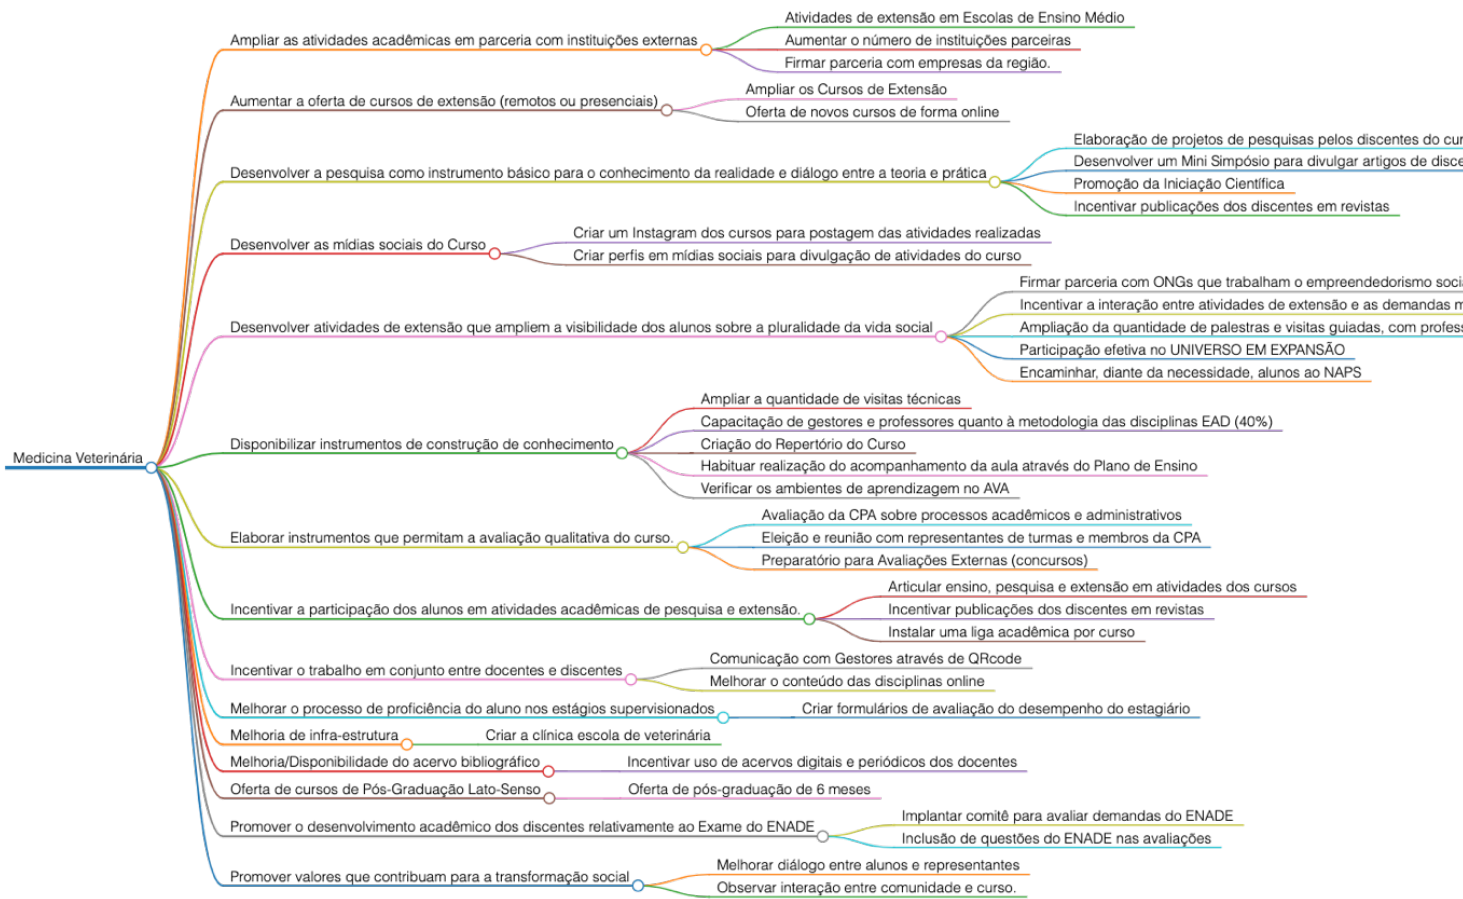 Medicina Veterinária
Ampliar as atividades acadêmicas em parceria com instituições externas
Atividades de extensão em Escolas de Ensino Médio
Aumentar o número de instituições parceiras
Firmar parceria com empresas da região.
Aumentar a oferta de cursos de extensão (remotos ou presenciais)
Ampliar os Cursos de Extensão
Oferta de novos cursos de forma online
Desenvolver a pesquisa como instrumento básico para o conhecimento da realidade e diálogo entre a teoria e prática
Elaboração de projetos de pesquisas pelos discentes do
Desenvolver um Mini Simpósio para divulgar artigos de
Promoção da Iniciação Científica
Incentivar publicações dos discentes em revistas
Desenvolver as mídias sociais do Curso
Criar um Instagram dos cursos para postagem das atividades realizadas
Criar perfis em mídias sociais para divulgação de atividades do curso
Desenvolver atividades de extensão que ampliem a visibilidade dos alunos sobre a pluralidade da vida social
Firmar parceria com ONGs que trabalham o empreendedorismo
Incentivar a interação entre atividades de extensão e as demandas
Ampliação da quantidade de palestras e visitas guiadas, com
Participação efetiva no UNIVERSO EM EXPANSÃO
Encaminhar, diante da necessidade, alunos ao NAPS
Disponibilizar instrumentos de construção de conhecimento
Ampliar a quantidade de visitas técnicas
Capacitação de gestores e professores quanto à metodologia das disciplinas EAD (40%)
Criação do Repertório do Curso
Habituar realização do acompanhamento da aula através do Plano de Ensino
Verificar os ambientes de aprendizagem no AVA
Elaborar instrumentos que permitam a avaliação qualitativa do curso.
Avaliação da CPA sobre processos acadêmicos e administrativos
Eleição e reunião com representantes de turmas e membros da CPA
Preparatório para Avaliações Externas (concursos)
Incentivar a participação dos alunos em atividades acadêmicas de pesquisa e extensão.
Articular ensino, pesquisa e extensão em atividades dos cursos
Incentivar publicações dos discentes em revistas
Instalar uma liga acadêmica por curso
Incentivar o trabalho em conjunto entre docentes e discentes
Comunicação com Gestores através de QRcode
Melhorar o conteúdo das disciplinas online
Melhorar o processo de proficiência do aluno nos estágios supervisionados
Criar formulários de avaliação do desempenho do estagiário
Melhoria de infra-estrutura
Criar a clínica escola de veterinária
Melhoria/Disponibilidade do acervo bibliográfico
Incentivar uso de acervos digitais e periódicos dos docentes
Oferta de cursos de Pós-Graduação Lato-Senso
Oferta de pós-graduação de 6 meses
Promover o desenvolvimento acadêmico dos discentes relativamente ao Exame do ENADE
Implantar comitê para avaliar demandas do ENADE
Inclusão de questões do ENADE nas avaliações
Promover valores que contribuam para a transformação social
Melhorar diálogo entre alunos e representantes
Observar interação entre comunidade e curso.